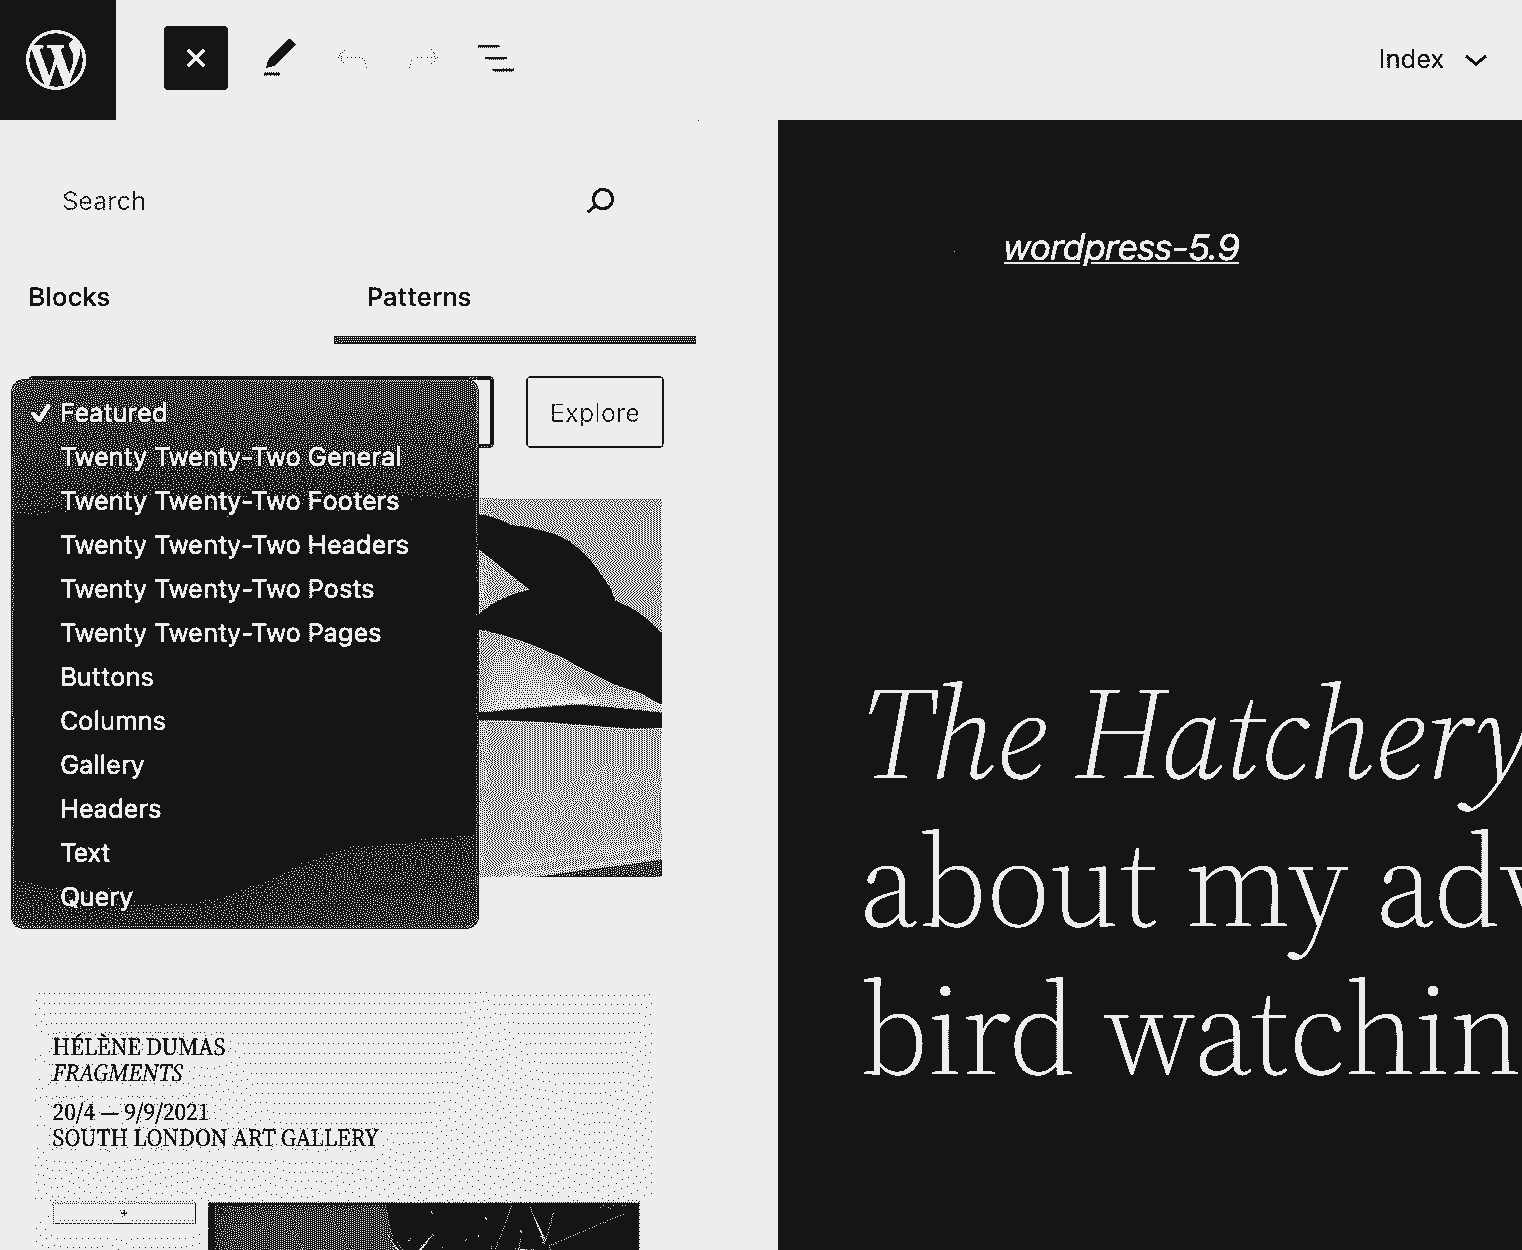 Index
Search
Blocks
Patterns
Explore
Featured
Twenty Twenty-Two General
Twenty Twenty-Two Footers
Twenty Twenty-Two Headers
Twenty Twenty-Two Posts
Twenty Twenty-Two Pages
Buttons
Columns
Gallery
Headers
Text
Query
HÉLÈNE DUMAS
FRAGMENTS
20/4 — 9/9/2021
SOUTH LONDON ART GALLERY
wordpress-5.9
The Hatchery
about my adv
bird watchin